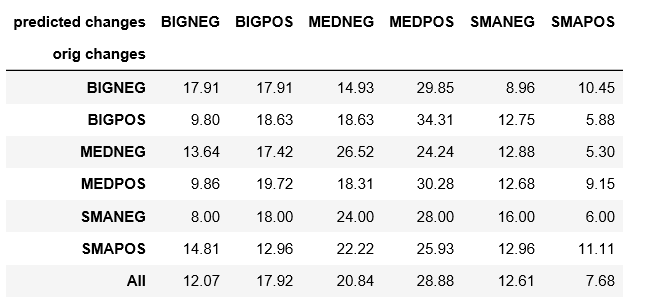 predicted changes BIGNEG BIGPOS MEDNEG MEDPOS SMANEG SMAPOS
orig changes
BIGNEG 17.91 17.91 14.93 29.85 8.96 10.45
BIGPOS 9.80 18.63 18.63 34.31 12.75 5.88
MEDNEG 13.64 17.42 26.52 24.24 12.88 5.30
MEDPOS 9.86 19.72 18.31 30.28 12.68 9.15
SMANEG 8.00 18.00 24.00 28.00 16.00 6.00
SMAPOS 14.81 12.96 22.22 25.93 12.96 11.11
All 12.07 17.92 20.84 28.88 12.61 7.68